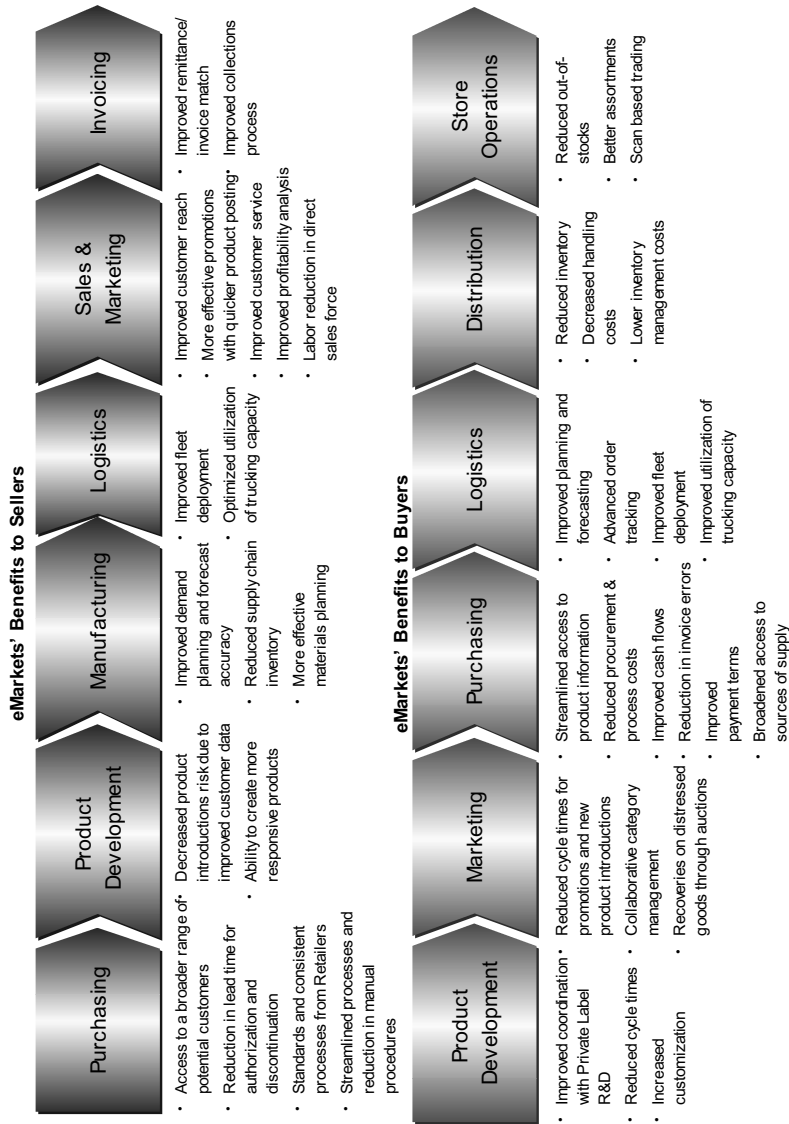 eMarkets' Benefits to Sellers
Purchasing
• Access to a broader range of
potential customers
• Reduction in lead time for
authorization and
discontinuation
• Standards and consistent
processes from Retailers
• Streamlined processes and
reduction in manual
procedures
Product
Development
• Decreased product
introductions risk due to
improved customer data
• Ability to create more
responsive products
Manufacturing
• Improved demand
planning and forecast
accuracy
• Reduced supply chain
inventory
• More effective
materials planning
Logistics
• Improved fleet
deployment
• Optimized utilization
of trucking capacity
Sales &
Marketing
• Improved customer reach
• More effective promotions
with quicker product posting
• Improved customer service
• Improved profitability analysis
• Labor reduction in direct
sales force
Invoicing
• Improved remittance/
invoice match
• Improved collections
process
eMarkets' Benefits to Buyers
Product
Development
• Improved coordination
with Private Label
R&D
• Reduced cycle times
• Increased
customization
Marketing
• Reduced cycle times for
promotions and new
product introductions
• Collaborative category
management
• Recoveries on distressed
goods through auctions
Purchasing
• Streamlined access to
product information
• Reduced procurement &
process costs
• Improved cash flows
• Reduction in invoice errors
• Improved
payment terms
• Broadened access to
sources of supply
Logistics
• Improved planning and
forecasting
• Advanced order
tracking
• Improved fleet
deployment
• Improved utilization of
trucking capacity
Distribution
• Reduced inventory
• Decreased handling
costs
• Lower inventory
management costs
Store
Operations
• Reduced out-of-
stocks
• Better assortments
• Scan based trading